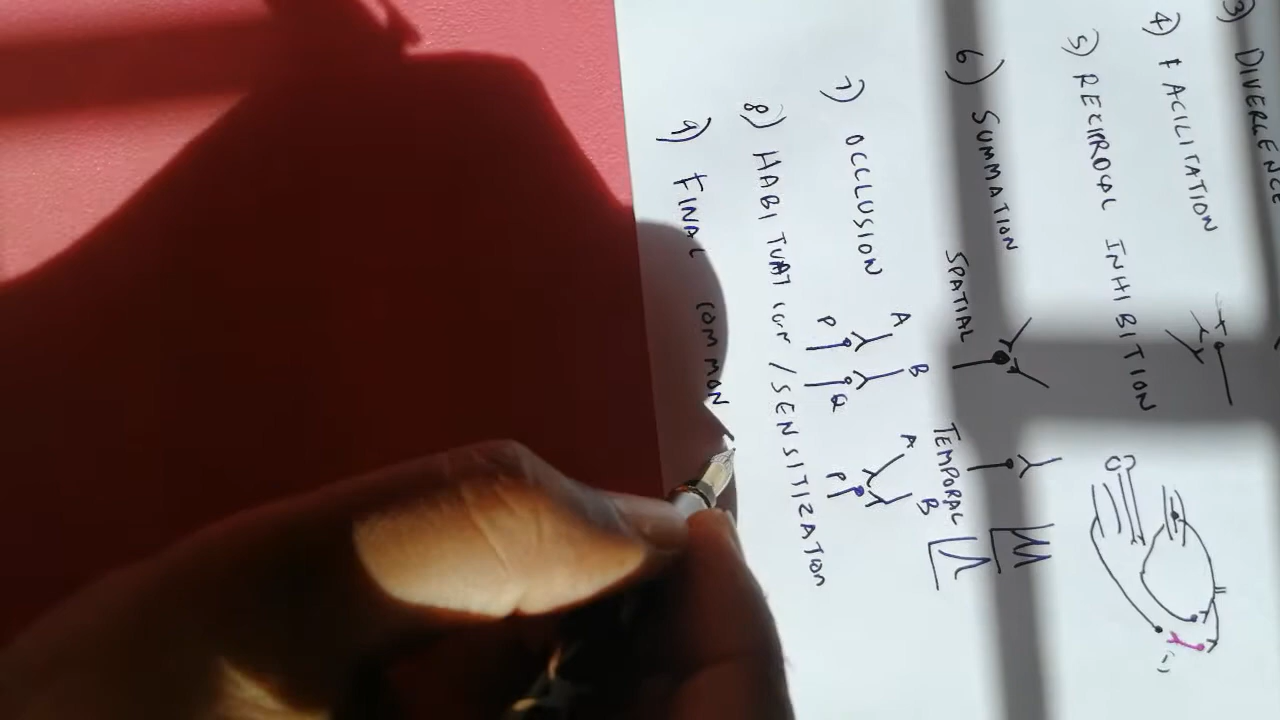 3) DIVERGENCE
4) FACILITATION
5) RECIPROCAL INHIBITION
(-)
6) SUMMATION
SPATIAL TEMPORAL
7) OCCLUSION
A B A B
P Q P
8) HABITUATION / SENSITIZATION
9) FINAL COMMON